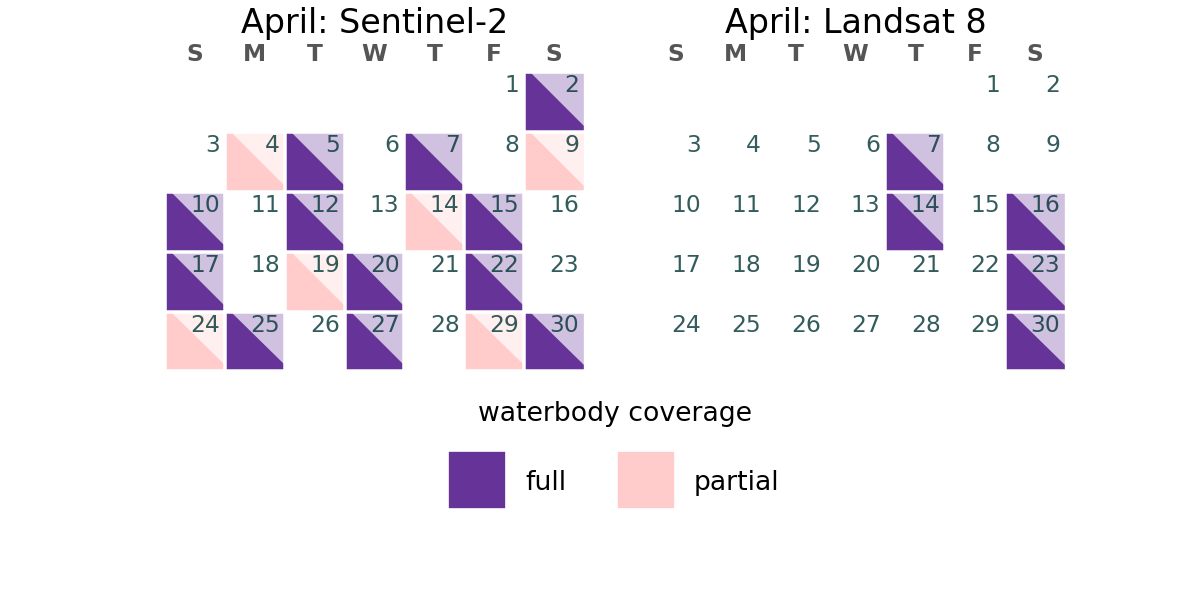 April: Sentinel-2
S M T W T F S
1 2
3 4 5 6 7 8 9
10 11 12 13 14 15 16
17 18 19 20 21 22 23
24 25 26 27 28 29 30
April: Landsat 8
S M T W T F S
1 2
3 4 5 6 7 8 9
10 11 12 13 14 15 16
17 18 19 20 21 22 23
24 25 26 27 28 29 30
waterbody coverage
full partial